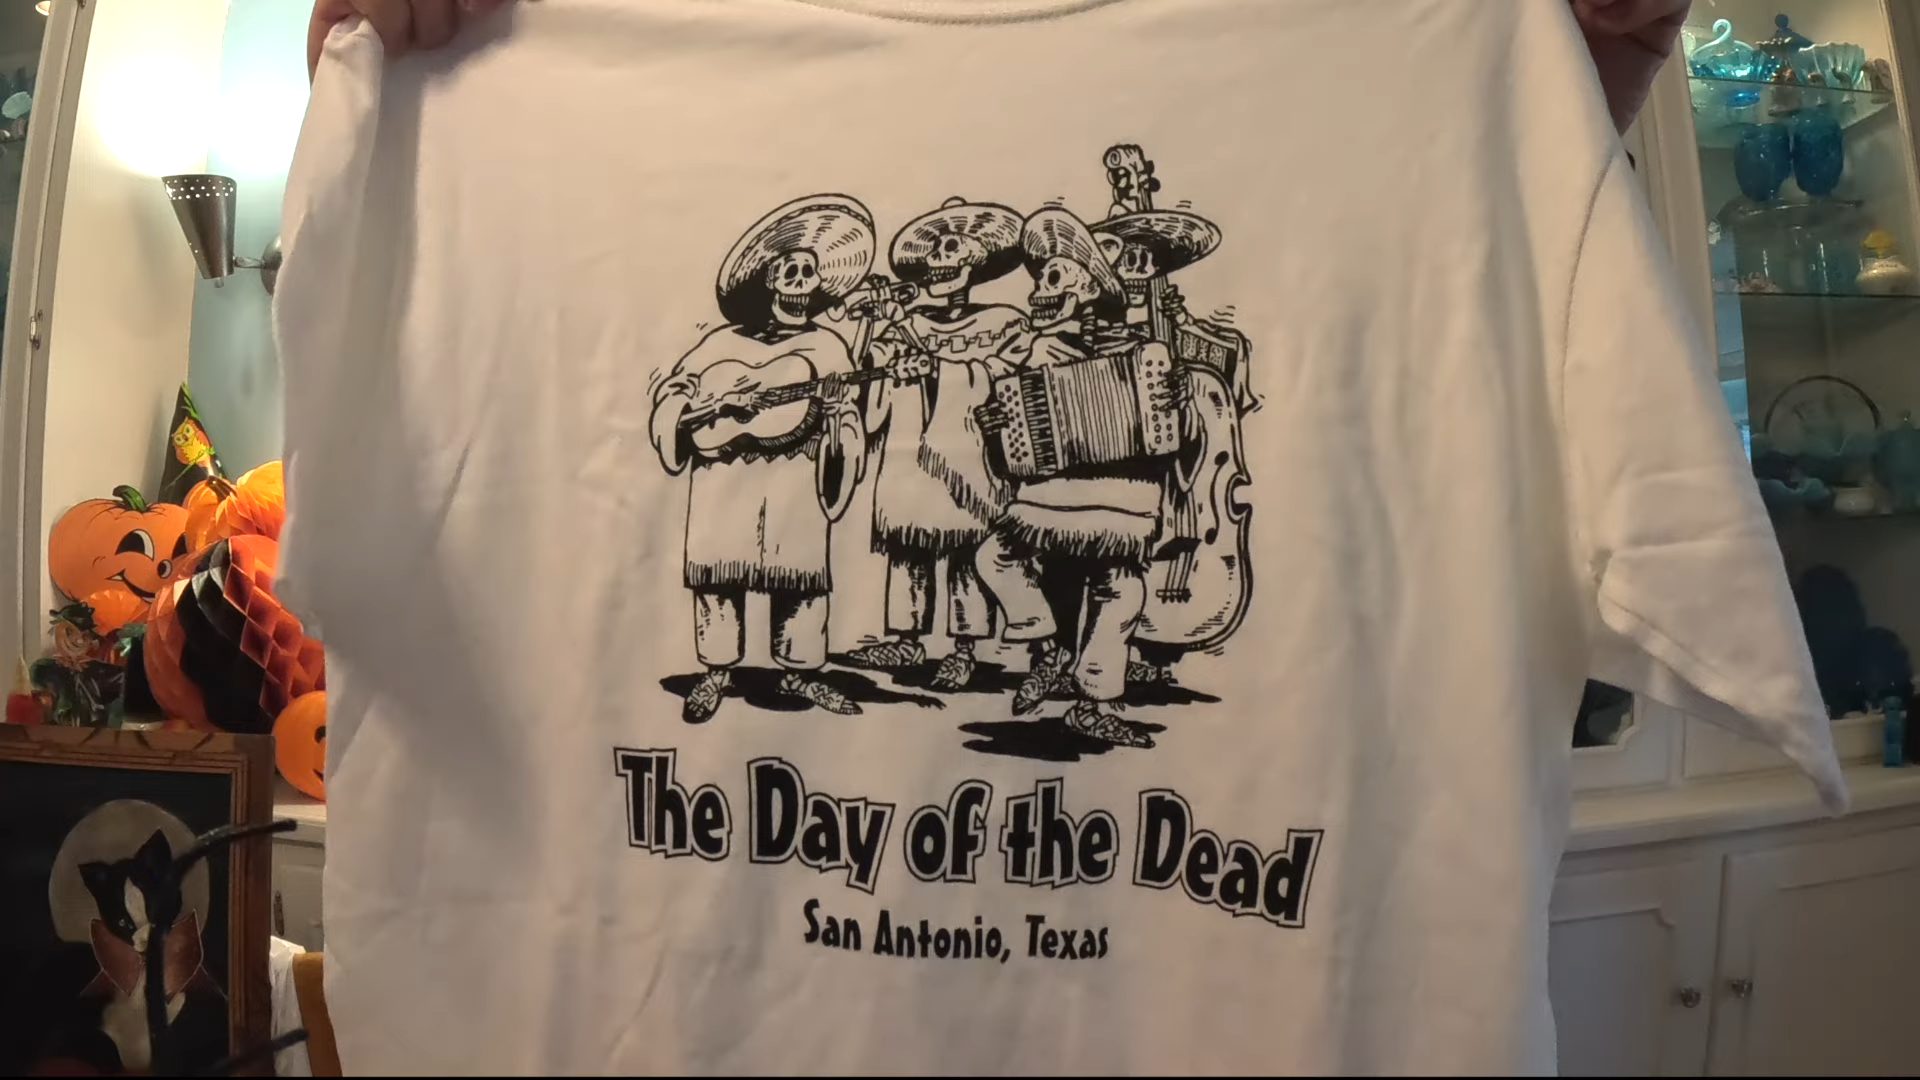 The Day of the Dead
San Antonio, Texas